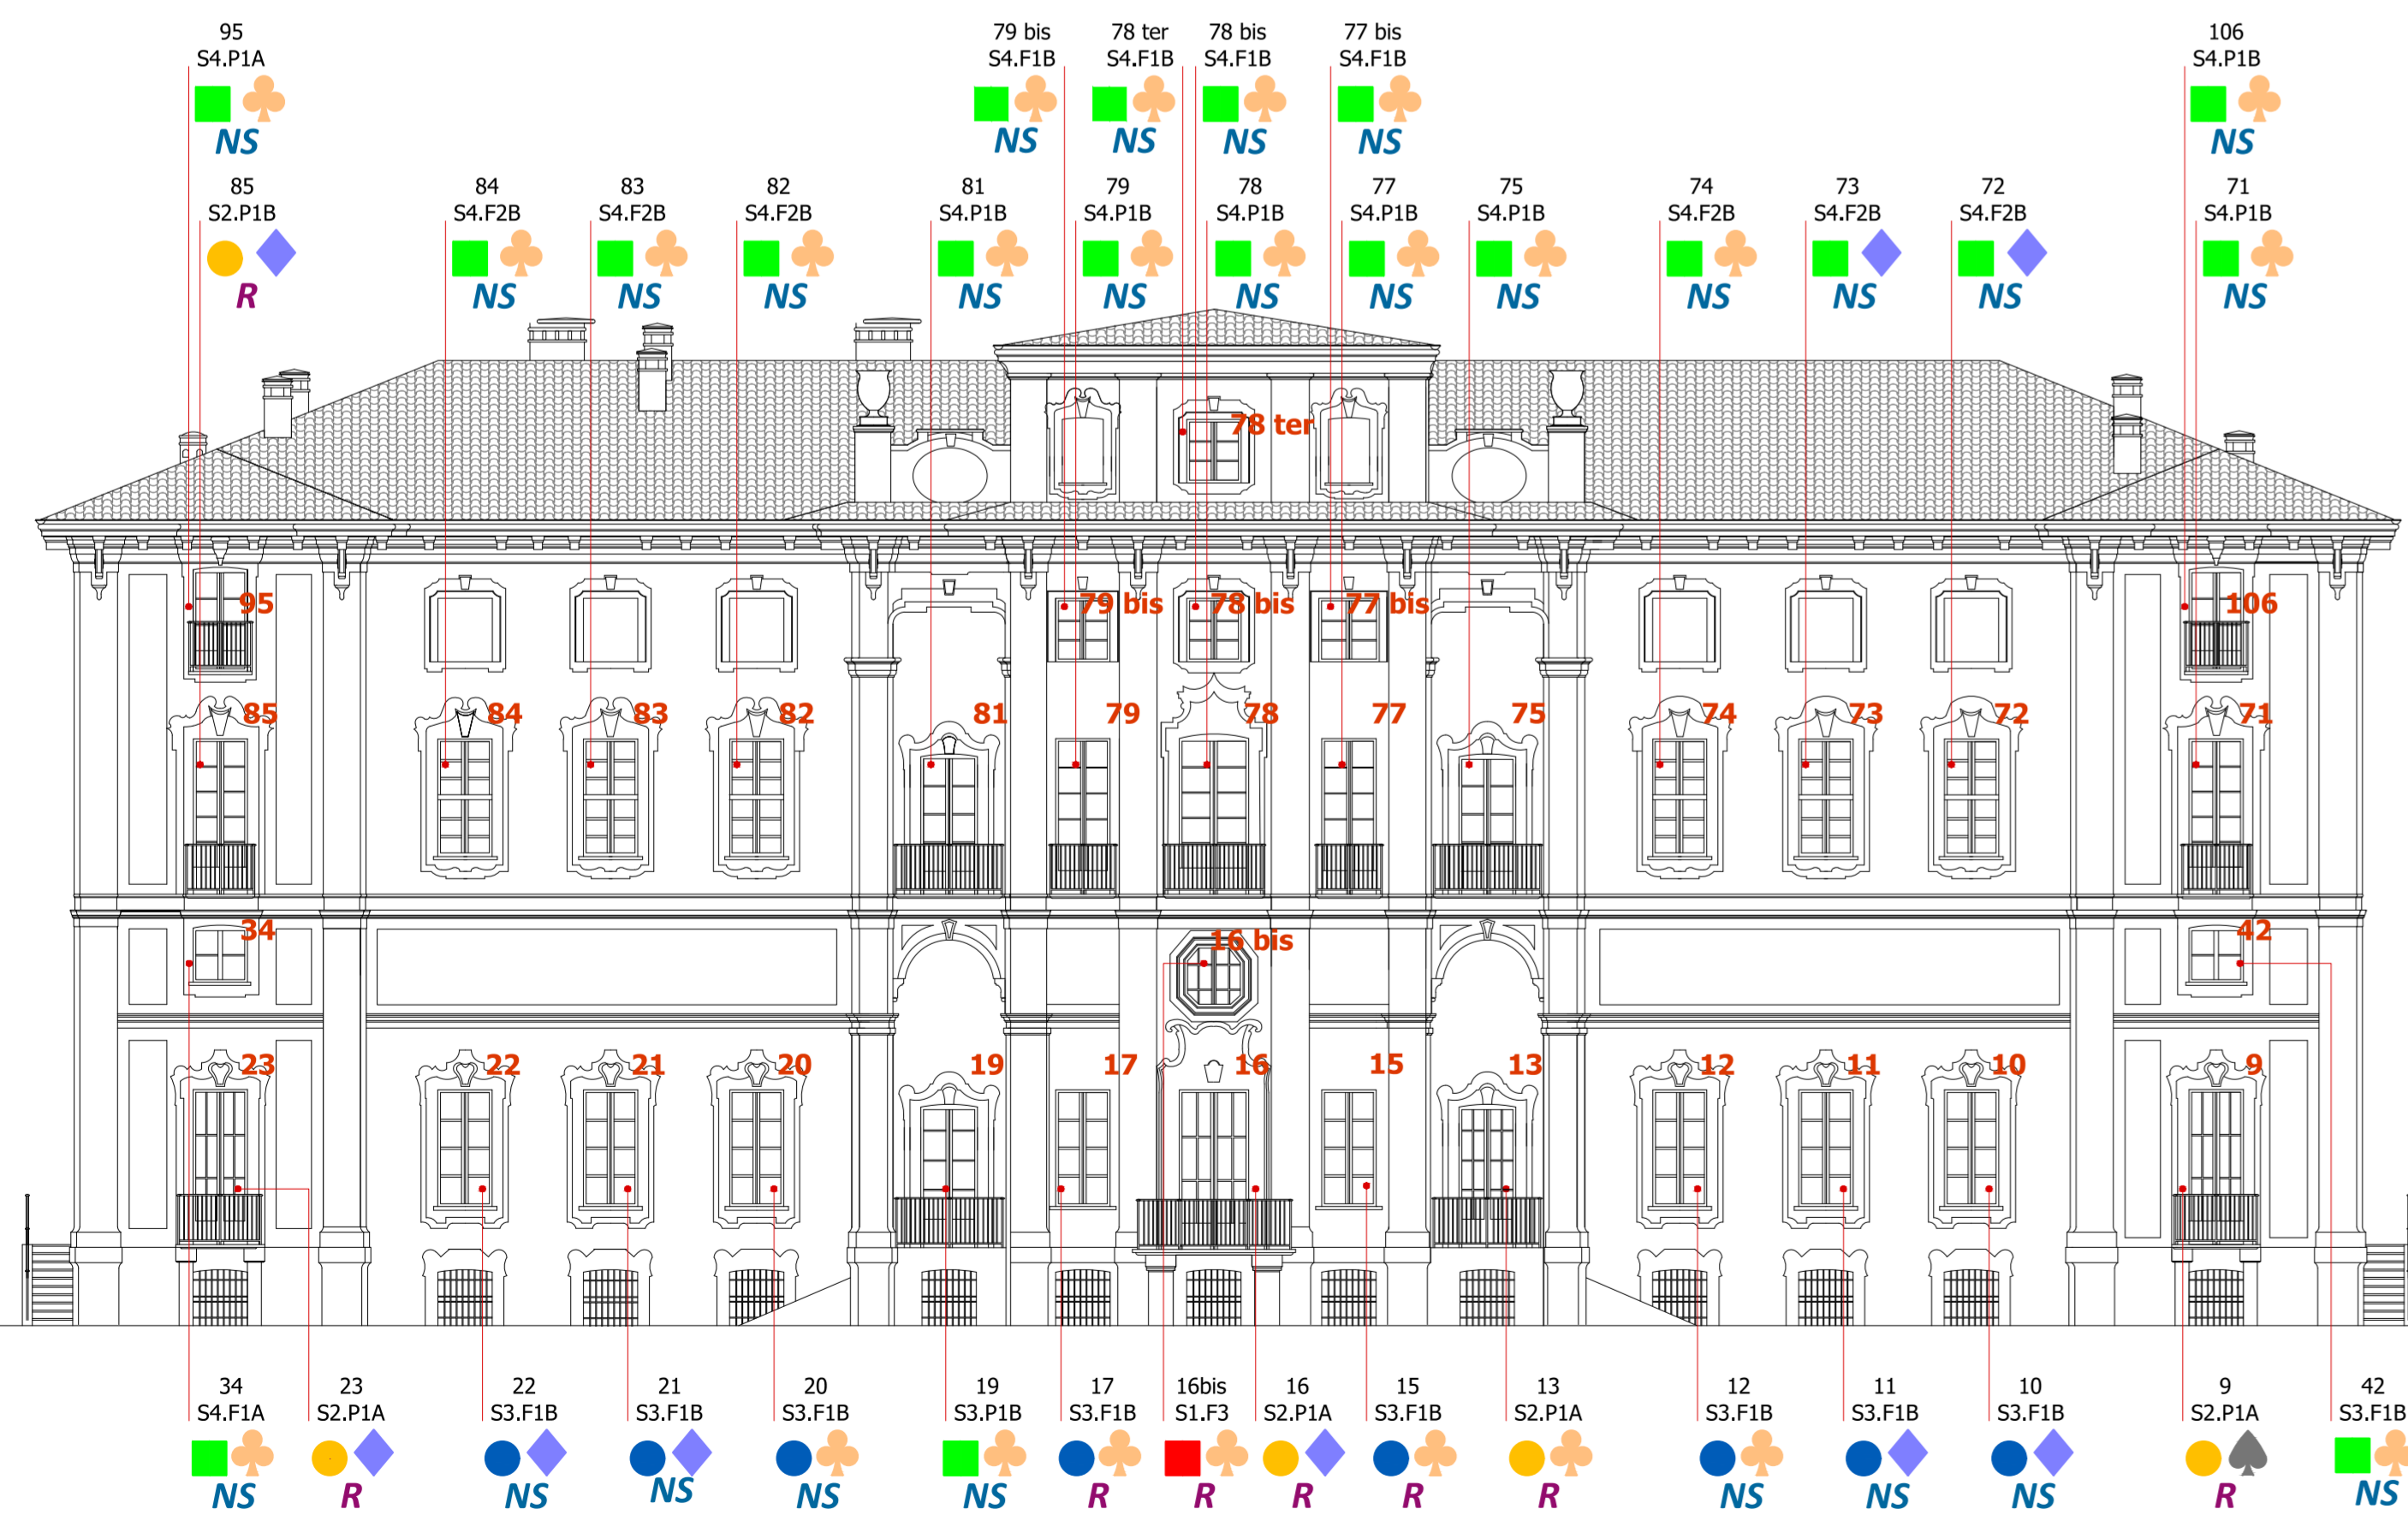 95 79 bis 78 ter 78 bis 77 bis 106
S4.P1A S4.F1B S4.F1B S4.F1B S4.F1B S4.P1B
NS NS NS NS NS NS
85 84 83 82 81 79 78 77 75 74 73 72 71
S2.P1B S4.F2B S4.F2B S4.F2B S4.P1B S4.P1B S4.P1B S4.P1B S4.P1B S4.F2B S4.F2B S4.F2B S4.P1B
R NS NS NS NS NS NS NS NS NS NS NS NS
78 ter
95 79 bis 78 bis 77 bis 106
85 84 83 82 81 79 78 77 75 74 73 72 71
34 16 bis 42
23 22 21 20 19 17 16 15 13 12 11 10 9
34 23 22 21 20 19 17 16bis 16 15 13 12 11 10 9 42
S4.F1A S2.P1A S3.F1B S3.F1B S3.F1B S3.P1B S3.F1B S1.F3 S2.P1A S3.F1B S2.P1A S3.F1B S3.F1B S3.F1B S2.P1A S3.F1B
NS R NS NS NS NS R R R R R NS NS NS R NS